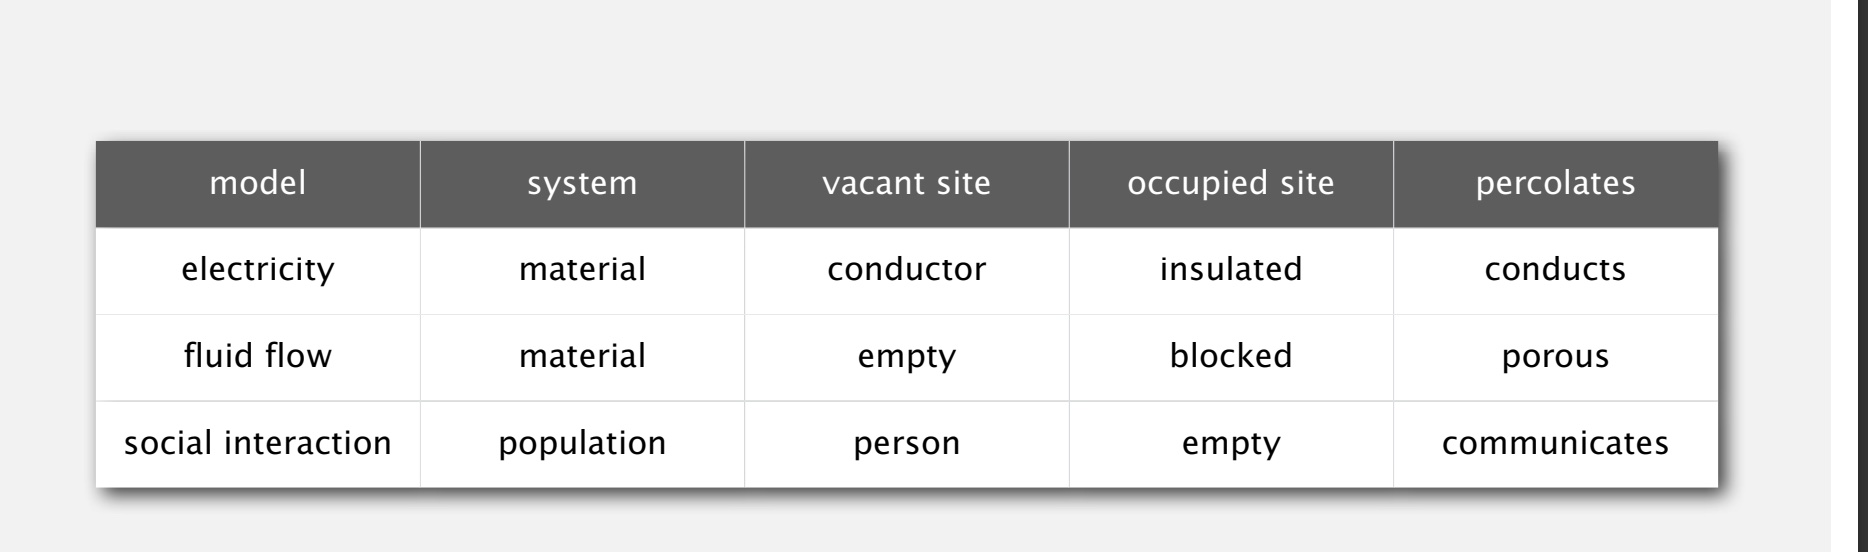 model system vacant site occupied site percolates
electricity material conductor insulated conducts
fluid flow material empty blocked porous
social interaction population person empty communicates